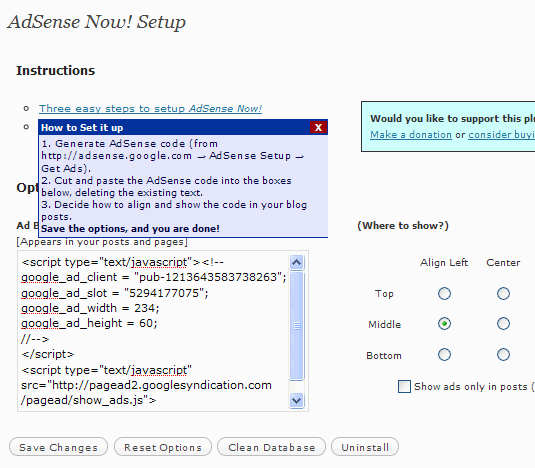 AdSense Now! Setup
Instructions
Three easy steps to setup AdSense Now!
How to Set it up X
1. Generate AdSense code (from
http://adsense.google.com → AdSense Setup →
Get Ads).
2. Cut and paste the AdSense code into the boxes
below, deleting the existing text.
3. Decide how to align and show the code in your blog
posts.
Save the options, and you are done!
Would you like to support this plu
Make a donation or consider buyi
Opt
Ad B
[Appears in your posts and pages]
<script type="text/javascript"><!--
google_ad_client = "pub-1213643583738263";
google_ad_slot = "5294177075";
google_ad_width = 234;
google_ad_height = 60;
//-->
</script>
<script type="text/javascript"
src="http://pagead2.googlesyndication.com
/pagead/show_ads.js">
(Where to show?)
Align Left Center
Top
Middle
Bottom
Show ads only in posts (
Save Changes Reset Options Clean Database Uninstall